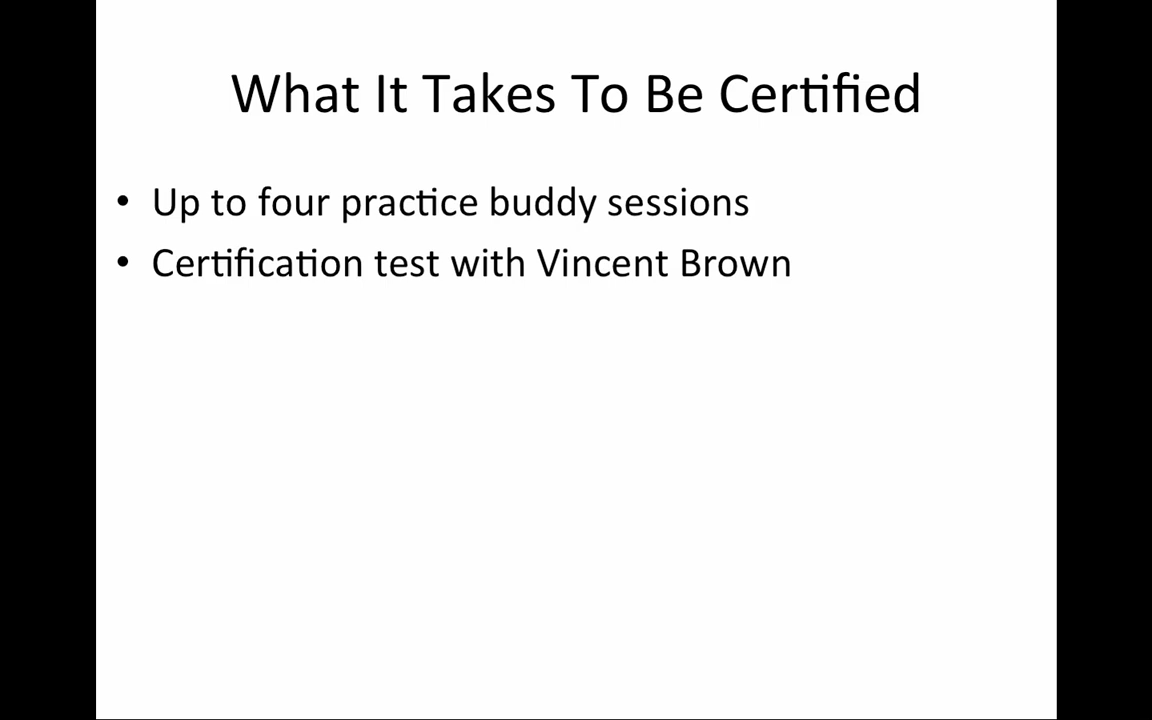 What It Takes To Be Certified
• Up to four practice buddy sessions
• Certification test with Vincent Brown